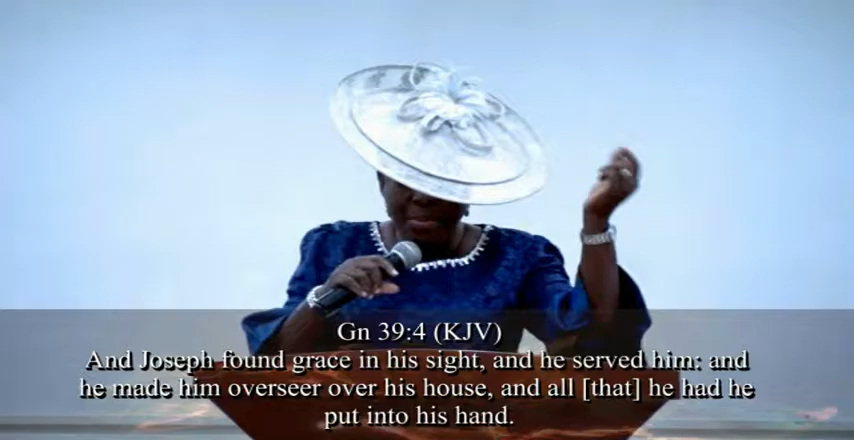 Gn 39:4 (KJV)
And Joseph found grace in his sight, and he served him: and
he made him overseer over his house, and all [that] he had he
put into his hand.